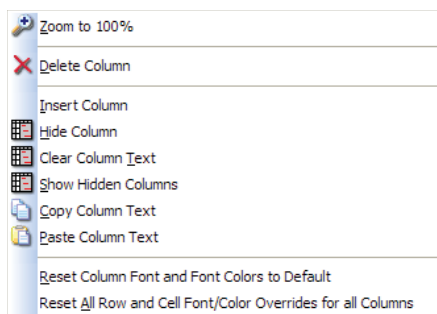 Zoom to 100%
Delete Column
Insert Column
Hide Column
Clear Column Text
Show Hidden Columns
Copy Column Text
Paste Column Text
Reset Column Font and Font Colors to Default
Reset All Row and Cell Font/Color Overrides for all Columns